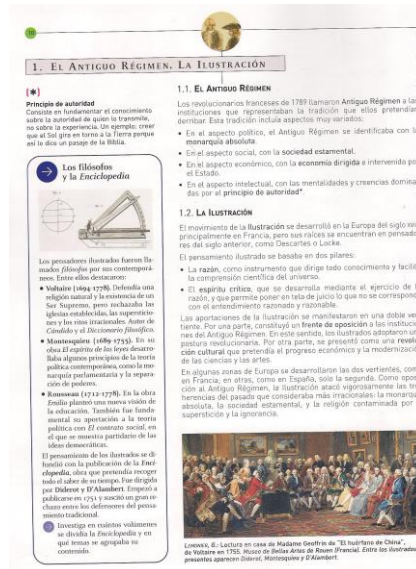 10
1. EL ANTIGUO RÉGIMEN. LA ILUSTRACIÓN
[*]
Principio de autoridad
Consiste en fundamentar el conocimiento
sobre la autoridad de quien lo transmite,
no sobre la experiencia. Un ejemplo; creer
que el Sol gira en torno a la Tierra porque
así lo dice un pasaje de la Biblia.
Los filósofos
y la Enciclopedia
Los pensadores ilustrados fueron lla-
mados filósofos por sus contemporá-
neos. Entre ellos destacaron:
• Voltaire (1694-1778). Defendía una
religión natural y la existencia de un
Ser Supremo, pero rechazaba las
iglesias establecidas, las supersticio-
nes y los ritos irracionales. Autor de
Cándido y el Diccionario filosófico.
• Montesquieu (1689-1755). En su
obra El espíritu de las leyes desarro-
llaba algunos principios de la teoría
política contemporánea, como la mo-
narquía parlamentaria y la separa-
ción de poderes.
• Rousseau (1712-1778). En la obra
Emilio planteó una nueva visión de
la educación. También fue funda-
mental su aportación a la teoría
política con El contrato social, en
el que se muestra partidario de las
ideas democráticas.
El pensamiento de los ilustrados se di-
fundió con la publicación de la Enci-
clopedia, obra que pretendía recoger
todo el saber de su tiempo. Fue dirigida
por Diderot y D'Alambert. Empezó a
publicarse en 1751 y suscitó un gran re-
chazo entre los defensores del pensa-
miento tradicional.
Investiga en cuántos volúmenes
se dividía la Enciclopedia y en
qué temas se agrupaba su
contenido.
1.1. EL ANTIGUO RÉGIMEN
Los revolucionarios franceses de 1789 llamaron Antiguo Régimen a las
instituciones que representaban la tradición que ellos pretendían
derribar. Esta tradición incluía aspectos muy variados:
• En el aspecto político, el Antiguo Régimen se identificaba con la
monarquía absoluta.
• En el aspecto social, con la sociedad estamental.
• En el aspecto económico, con la economía dirigida e intervenida por
el Estado.
• En el aspecto intelectual, con las mentalidades y creencias domina-
das por el principio de autoridad*.
1.2. LA ILUSTRACIÓN
El movimiento de la Ilustración se desarrolló en la Europa del siglo
principalmente en Francia, pero sus raíces se encuentran en pensado-
res del siglo anterior, como Descartes o Locke.
El pensamiento ilustrado se basaba en dos pilares:
• La razón, como instrumento que dirige todo conocimiento y facilita
la comprensión científica del universo.
• El espíritu crítico, que se desarrolla mediante el ejercicio de la
razón, y que permite poner en tela de juicio lo que no se corresponde
con el entendimiento razonado y razonable.
Las aportaciones de la Ilustración se manifestaron en una doble ver-
tiente. Por una parte, constituyó un frente de oposición a las institucio-
nes del Antiguo Régimen. En este sentido, los ilustrados adoptaron una
postura revolucionaria. Por otra parte, se presentó como una revolu-
ción cultural que pretendía el progreso económico y la modernización
de las ciencias y las artes.
En algunas zonas de Europa se desarrollaron las dos vertientes, como
en Francia, en otras, como en España, solo la segunda. Como oposi-
ción al Antiguo Régimen, la Ilustración atacó vigorosamente las tres
herencias del pasado que consideraba más irracionales: la monarquía
absoluta, la sociedad estamental, y la religión contaminada por la
superstición y la ignorancia.
LEMONIER, G.: Lectura en casa de Madame Geoffrin de "El huérfano de China",
de Voltaire en 1755. Museo de Bellas Artes de Rouen (Francia). Entre los ilustrados
presentes aparecen Diderot, Montesquieu y D'Alambert.